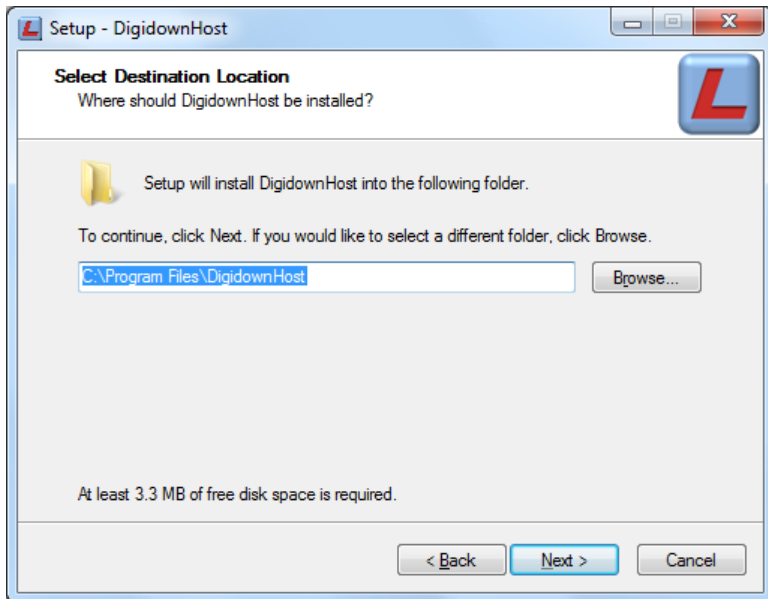 Setup - DigidownHost
Select Destination Location
Where should DigidownHost be installed?
L
Setup will install DigidownHost into the following folder.
To continue, click Next. If you would like to select a different folder, click Browse.
C:\Program Files\DigidownHost
Browse...
At least 3.3 MB of free disk space is required.
< Back
Next >
Cancel